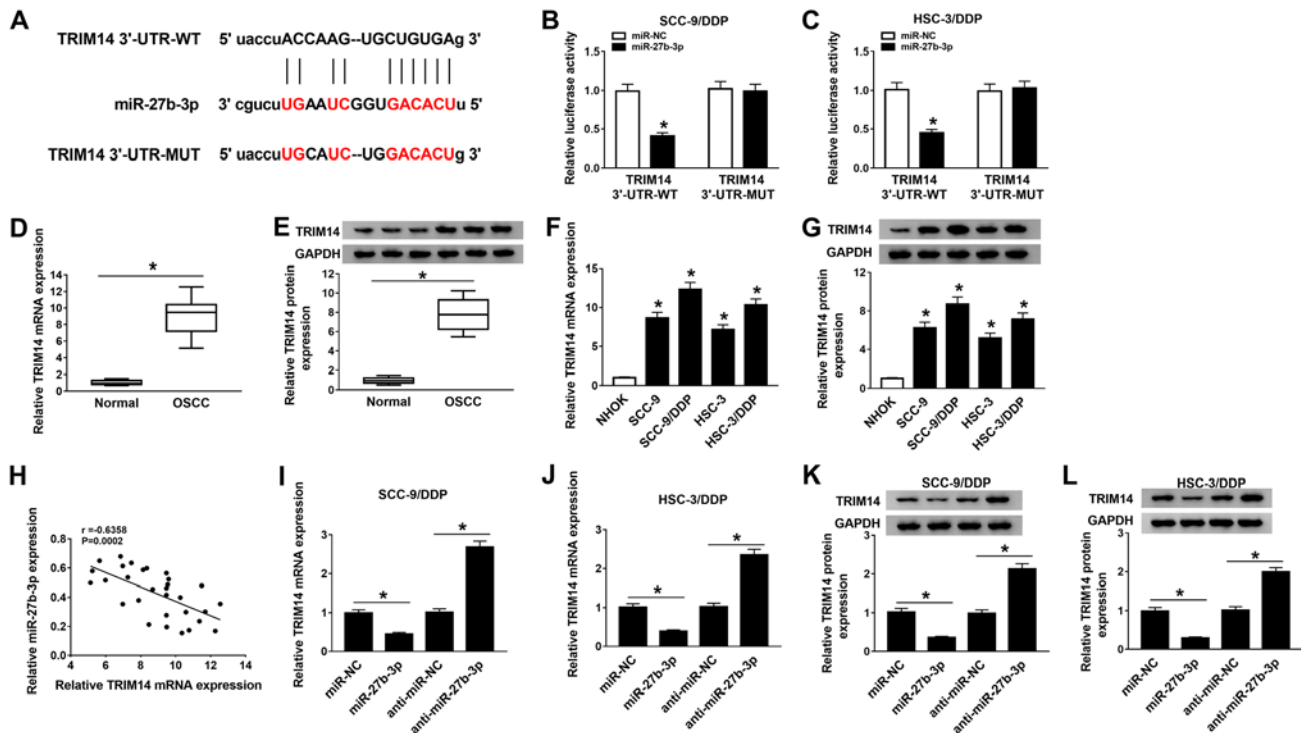 A
TRIM14 3'-UTR-WT 5' uaccuACCAAG--UGCUGUGAg 3'
miR-27b-3p 3' cgucuUGAAUCGGUGACACUu 5'
TRIM14 3'-UTR-MUT 5' uaccuUGCAUC--UGGACACUg 3'
B
SCC-9/DDP
miR-NC
miR-27b-3p
Relative luciferase activity
1.5
1.0
0.5
0.0
*
TRIM14 TRIM14
3'-UTR-WT 3'-UTR-MUT
C
HSC-3/DDP
miR-NC
miR-27b-3p
Relative luciferase activity
1.5
1.0
0.5
0.0
*
TRIM14 TRIM14
3'-UTR-WT 3'-UTR-MUT
D
Relative TRIM14 mRNA expression
14
12
10
8
6
4
2
0
*
Normal OSCC
E
TRIM14
GAPDH
Relative TRIM14 protein
expression
12
10
8
6
4
2
0
*
Normal OSCC
F
Relative TRIM14 mRNA expression
15
10
5
0
* * * *
NHOK
SCC-9
SCC-9/DDP
HSC-3
HSC-3/DDP
G
TRIM14
GAPDH
Relative TRIM14 protein
expression
15
10
5
0
* * * *
NHOK
SCC-9
SCC-9/DDP
HSC-3
HSC-3/DDP
H
r =-0.6358
P=0.0002
Relative miR-27b-3p expression
0.8
0.6
0.4
0.2
0.0
4 6 8 10 12 14
Relative TRIM14 mRNA expression
I
SCC-9/DDP
Relative TRIM14 mRNA expression
3
2
1
0
* *
miR-NC
miR-27b-3p
anti-miR-NC
anti-miR-27b-3p
J
HSC-3/DDP
Relative TRIM14 mRNA expression
3
2
1
0
* *
miR-NC
miR-27b-3p
anti-miR-NC
anti-miR-27b-3p
K
SCC-9/DDP
TRIM14
GAPDH
Relative TRIM14 protein
expression
3
2
1
0
* *
miR-NC
miR-27b-3p
anti-miR-NC
anti-miR-27b-3p
L
HSC-3/DDP
TRIM14
GAPDH
Relative TRIM14 protein
expression
3
2
1
0
* *
miR-NC
miR-27b-3p
anti-miR-NC
anti-miR-27b-3p